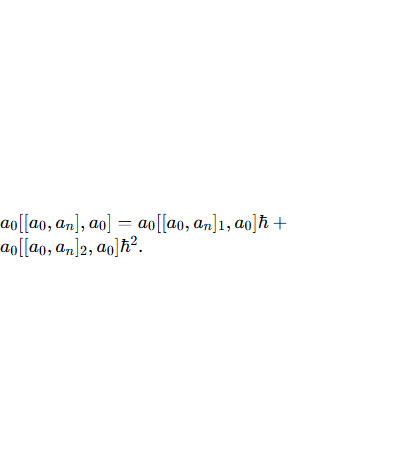 a₀[[a₀, aₙ], a₀] = a₀[[a₀, aₙ]₁, a₀]ℏ +
a₀[[a₀, aₙ]₂, a₀]ℏ².